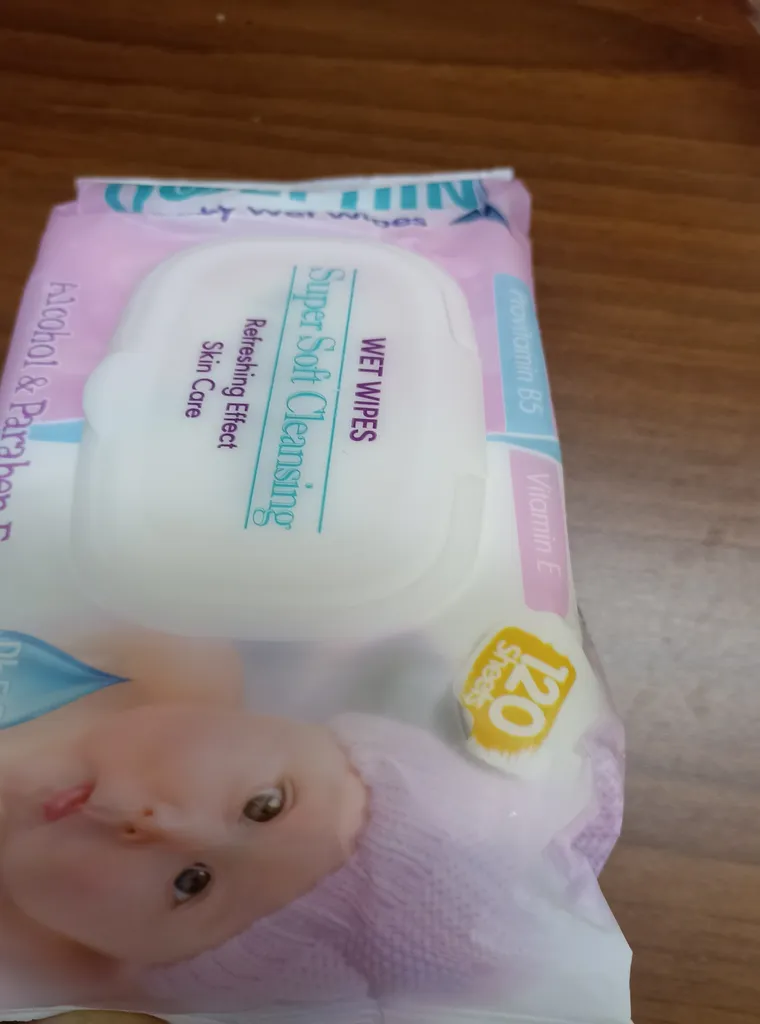 Wet Wipes
WET WIPES
Super Soft Cleansing
Refreshing Effect
Skin Care
Provitamin B5
Vitamin E
Alcohol & Paraben F
120
Sheets